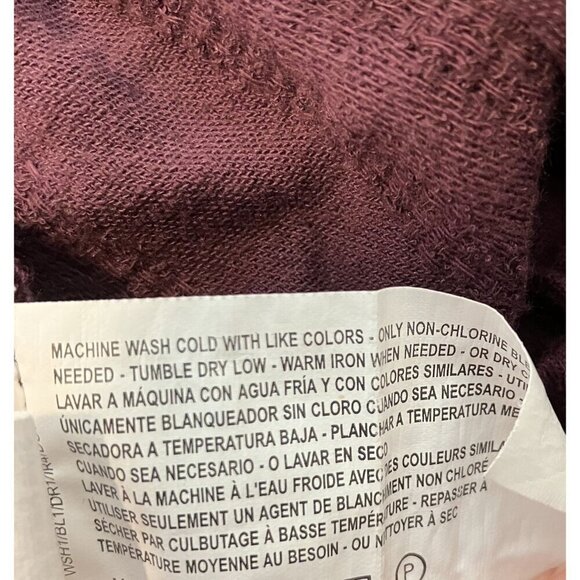 MACHINE WASH COLD WITH LIKE COLORS - ONLY NON-CHLORINE
NEEDED - TUMBLE DRY LOW - WARM IRON WHEN NEEDED - OR DRY
LAVAR A MÁQUINA CON AGUA FRÍA Y CON COLORES SIMILARES -
ÚNICAMENTE BLANQUEADOR SIN CLORO CUANDO SEA NECESARIO -
SECADORA A TEMPERATURA BAJA - PLANCHAR A TEMPERATURA
CUANDO SEA NECESARIO - O LAVAR EN SECO
LAVER À LA MACHINE À L'EAU FROIDE AVEC DES COULEURS
UTILISER SEULEMENT UN AGENT DE BLANCHIMENT NON CHLORÉ
SÉCHER PAR CULBUTAGE À BASSE TEMPÉRATURE - REPASSER À
TEMPÉRATURE MOYENNE AU BESOIN - OU NETTOYER À SEC
P